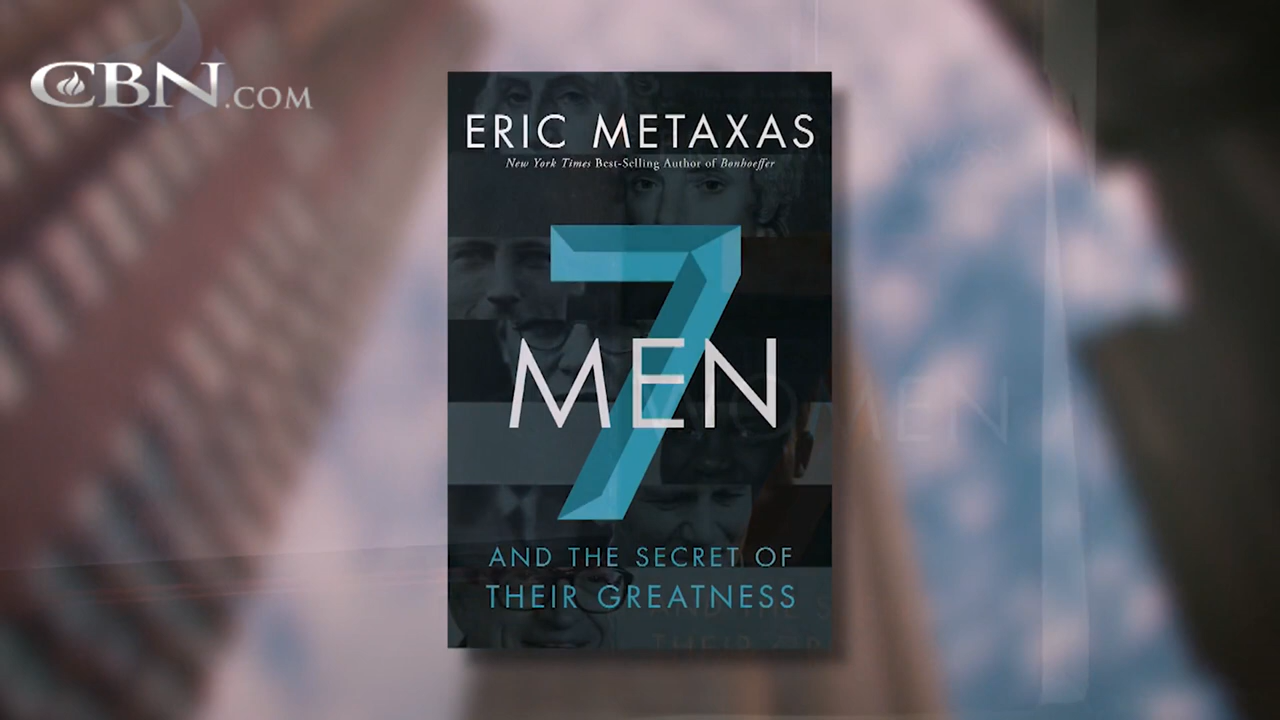 CBN.COM
ERIC METAXAS
New York Times Best-Selling Author of Bonhoeffer
7
MEN
AND THE SECRET OF
THEIR GREATNESS